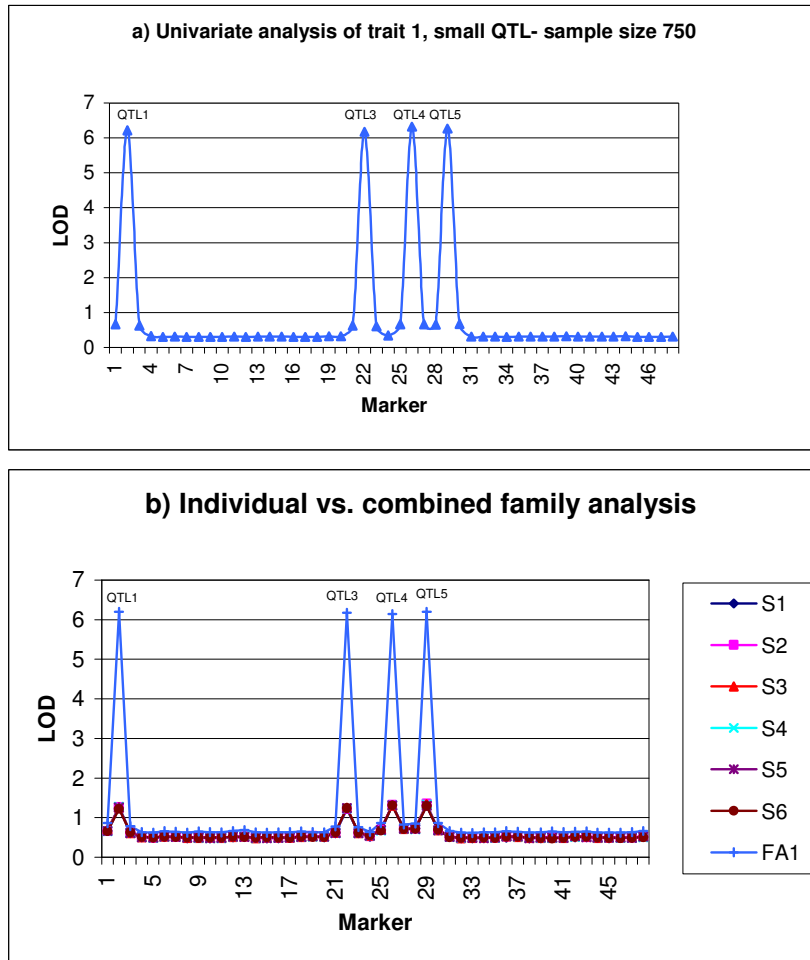 a) Univariate analysis of trait 1, small QTL- sample size 750
7
6
5
4
3
2
1
0
LOD
QTL1
QTL3
QTL4
QTL5
1
4
7
10
13
16
19
22
25
28
31
34
37
40
43
46
Marker
b) Individual vs. combined family analysis
7
6
5
4
3
2
1
0
LOD
QTL1
QTL3
QTL4
QTL5
1
5
9
13
17
21
25
29
33
37
41
45
Marker
S1
S2
S3
S4
S5
S6
FA1